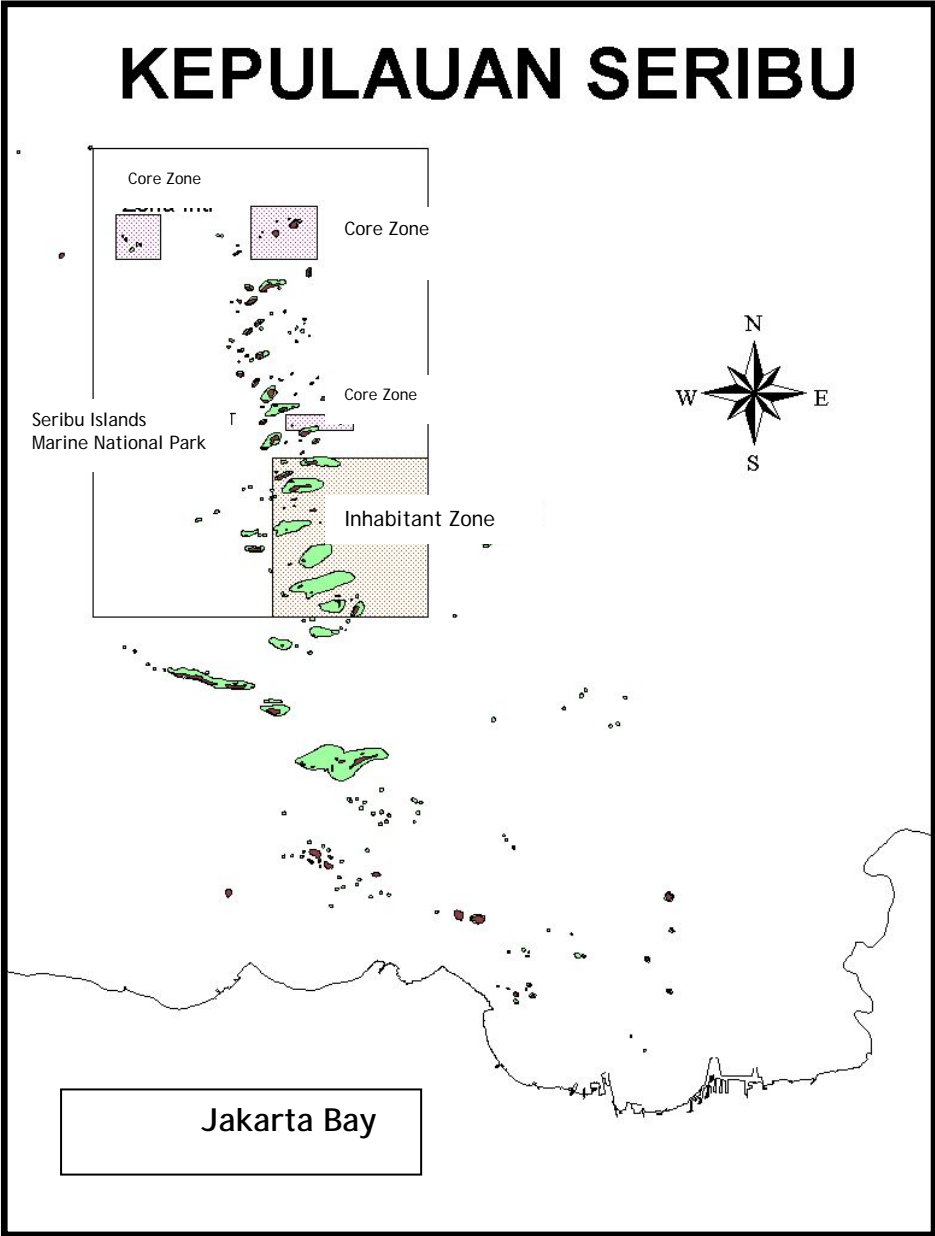 KEPULAUAN SERIBU
Core Zone
Core Zone
N
W
E
S
Core Zone
Seribu Islands
T
Marine National Park
Inhabitant Zone
Jakarta Bay